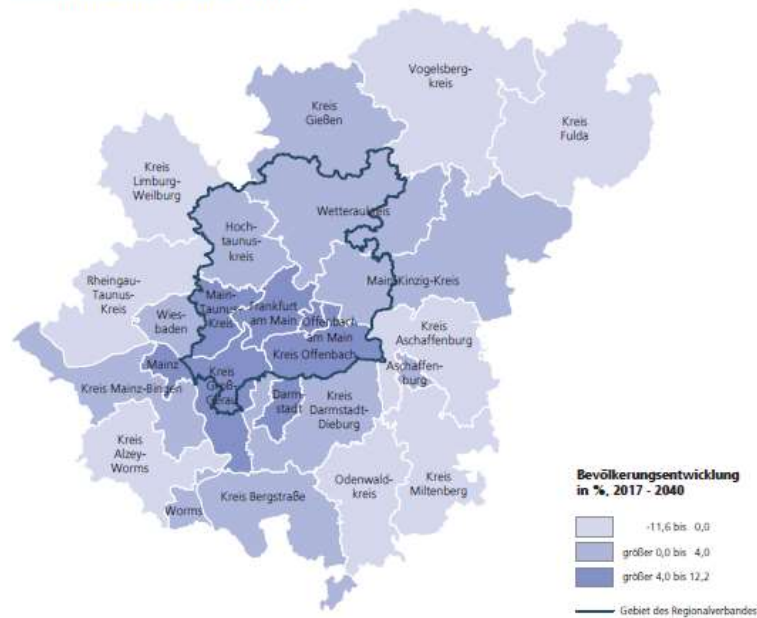 Vogelsberg-
kreis
Kreis
Gießen
Kreis
Fulda
Kreis
Limburg-
Weilburg
Wetteraukreis
Hoch-
taunus-
kreis
Main-Kinzig-Kreis
Rheingau-
Taunus-
Kreis
Main-
Taunus-
Kreis
Frankfurt
am Main
Wies-
baden
Offenbach
am Main
Kreis
Aschaffenburg
Kreis Offenbach
Mainz
Aschaffen-
burg
Kreis
Groß-
Gerau
Kreis Mainz-Bingen
Darm-
stadt
Kreis
Darmstadt-
Dieburg
Kreis
Alzey-
Worms
Odenwald-
kreis
Kreis
Miltenberg
Kreis Bergstraße
Worms
Bevölkerungsentwicklung
in %, 2017 - 2040
-11,6 bis 0,0
größer 0,0 bis 4,0
größer 4,0 bis 12,2
Gebiet des Regionalverbandes